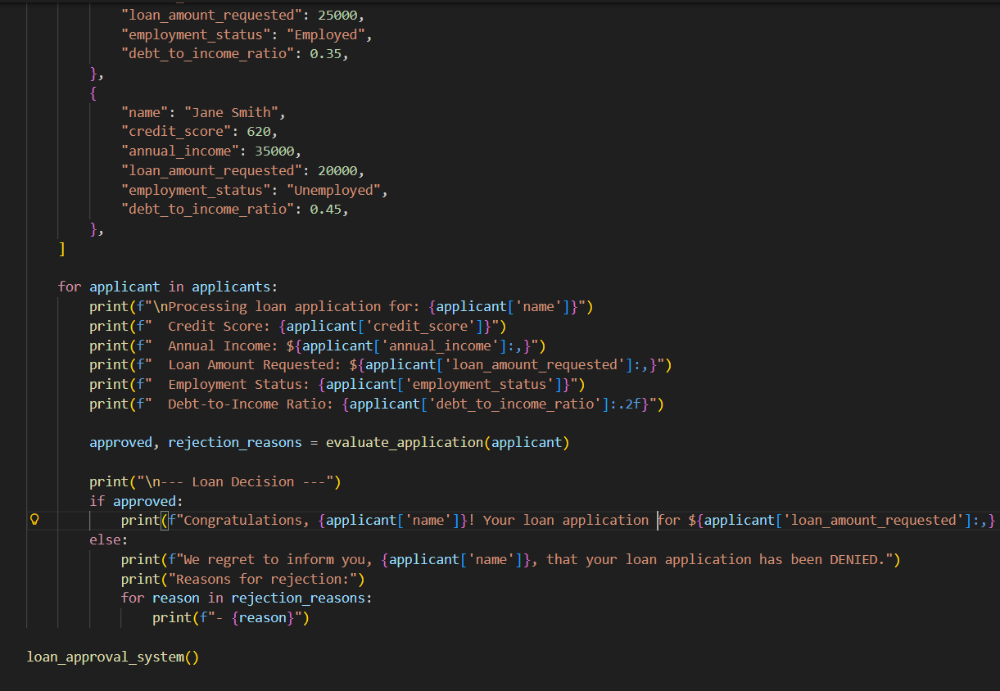 "loan_amount_requested": 25000,
            "employment_status": "Employed",
            "debt_to_income_ratio": 0.35,
        },
        {
            "name": "Jane Smith",
            "credit_score": 620,
            "annual_income": 35000,
            "loan_amount_requested": 20000,
            "employment_status": "Unemployed",
            "debt_to_income_ratio": 0.45,
        },
    ]

    for applicant in applicants:
        print(f"\nProcessing loan application for: {applicant['name']}")
        print(f"  Credit Score: {applicant['credit_score']}")
        print(f"  Annual Income: ${applicant['annual_income']:,}")
        print(f"  Loan Amount Requested: ${applicant['loan_amount_requested']:,}")
        print(f"  Employment Status: {applicant['employment_status']}")
        print(f"  Debt-to-Income Ratio: {applicant['debt_to_income_ratio']:.2f}")

        approved, rejection_reasons = evaluate_application(applicant)

        print("\n--- Loan Decision ---")
        if approved:
            print(f"Congratulations, {applicant['name']}! Your loan application for ${applicant['loan_amount_requested']:,}
        else:
            print(f"We regret to inform you, {applicant['name']}, that your loan application has been DENIED.")
            print("Reasons for rejection:")
            for reason in rejection_reasons:
                print(f"- {reason}")

loan_approval_system()